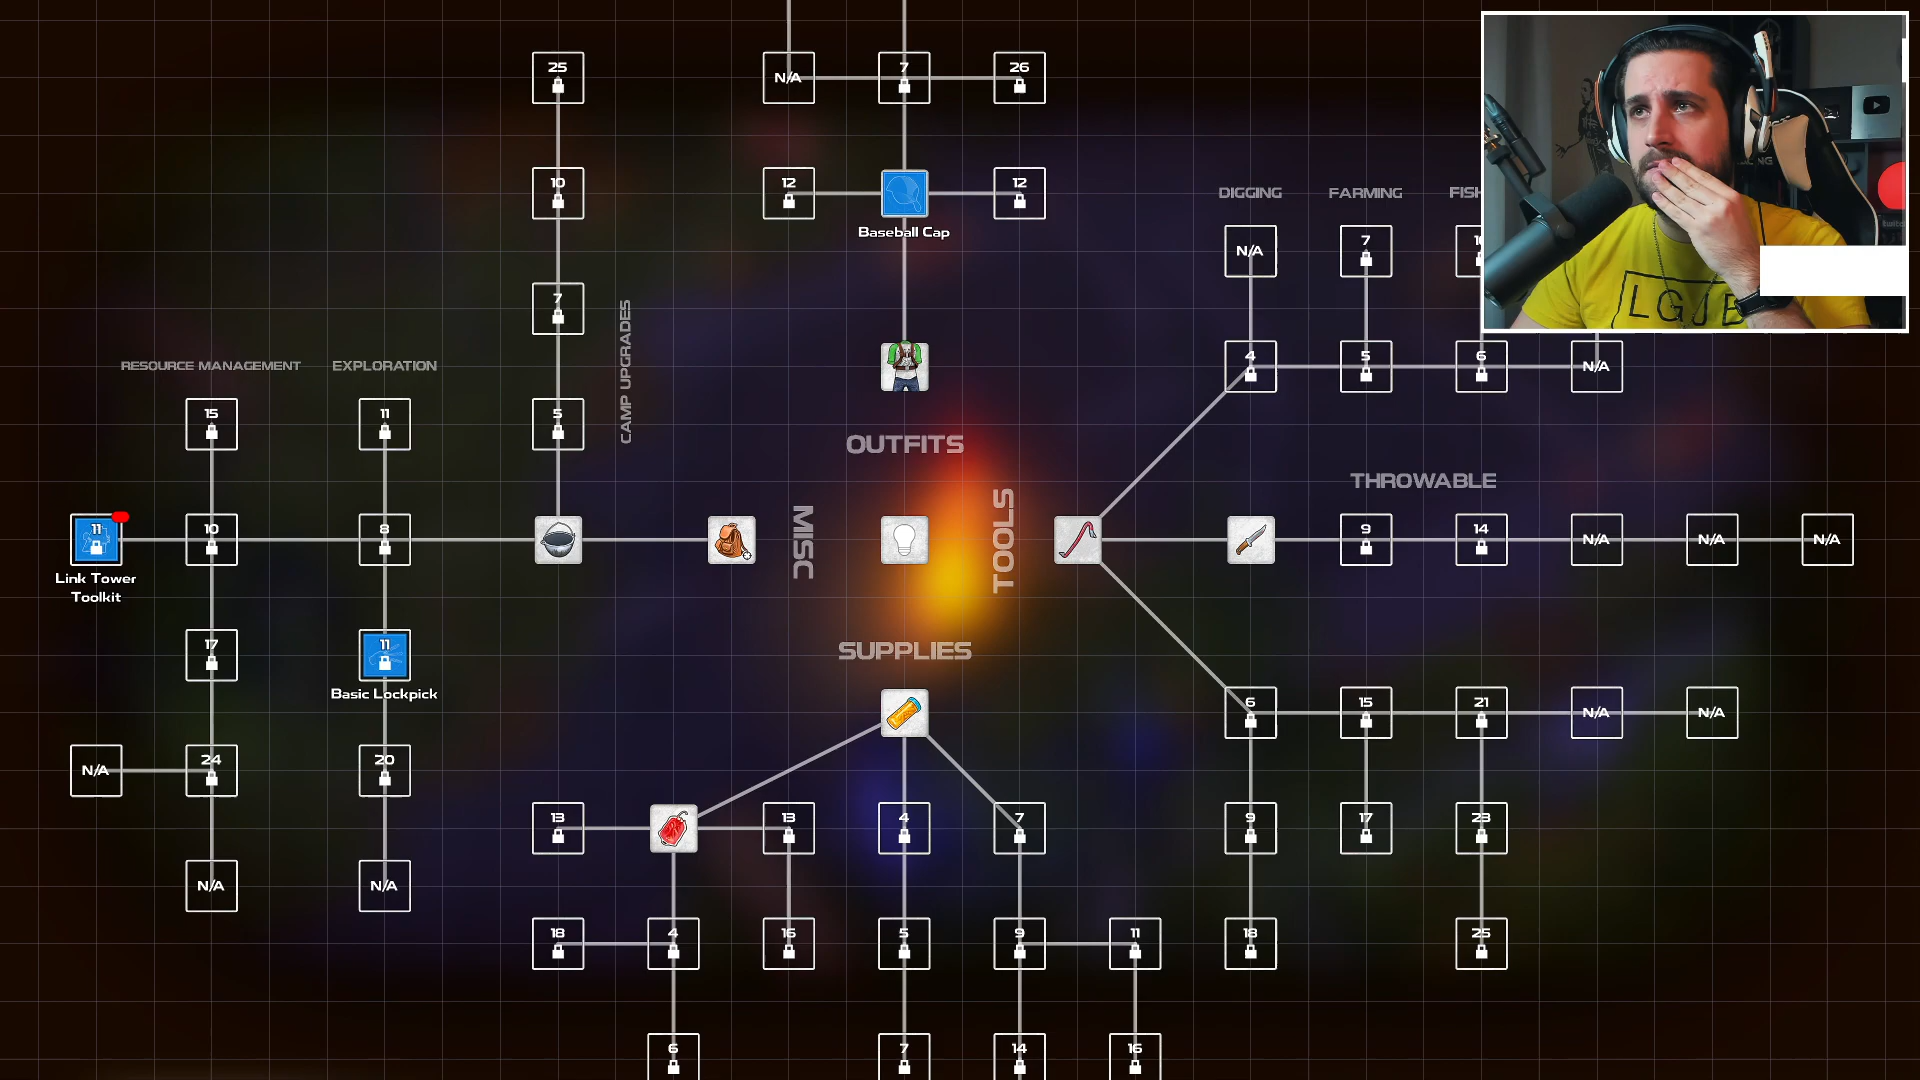 25
N/A
7
26
10
12
12
Baseball Cap
DIGGING
FARMING
FISH
N/A
7
LGUB
7
CAMP UPGRADES
RESOURCE MANAGEMENT
EXPLORATION
4
5
6
N/A
15
11
5
OUTFITS
THROWABLE
11
10
8
MISC
TOOLS
9
14
N/A
N/A
N/A
Link Tower
Toolkit
17
11
Basic Lockpick
SUPPLIES
6
15
21
N/A
N/A
N/A
24
20
13
13
4
7
9
17
23
N/A
N/A
18
4
16
5
9
11
18
25
6
7
14
16